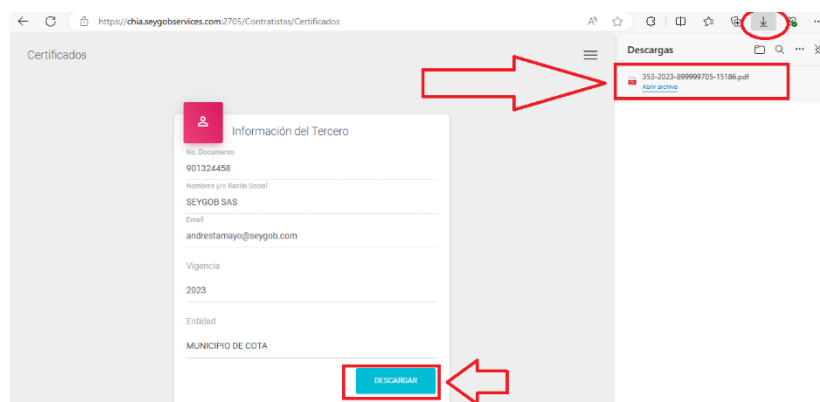 https://chia.seygobservices.com:2705/Contratistas/Certificados
Certificados
Información del Tercero
No. Documento
901324458
Nombres y/o Razón Social
SEYGOB SAS
Email
andrestamayo@seygob.com
Vigencia
2023
Entidad
MUNICIPIO DE COTA
DESCARGAR
Descargas
353-2023-899999705-15186.pdf
Abrir archivo